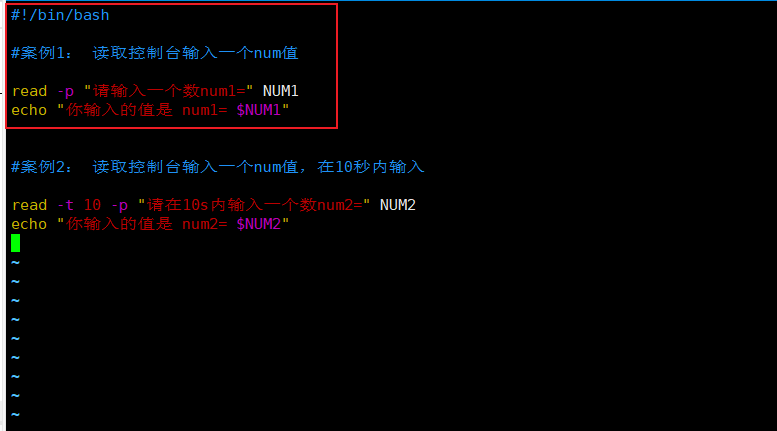 #!/bin/bash
#案例1： 读取控制台输入一个num值
read -p "请输入一个数num1=" NUM1
echo "你输入的值是 num1= $NUM1"
#案例2： 读取控制台输入一个num值，在10秒内输入
read -t 10 -p "请在10s内输入一个数num2=" NUM2
echo "你输入的值是 num2= $NUM2"
~
~
~
~
~
~
~
~
~